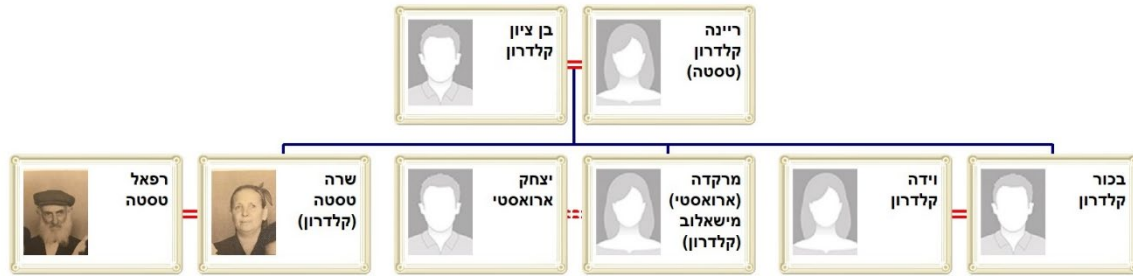 ריינה
קלדרון
(טסטה)
בן ציון
קלדרון
בכור
קלדרון
וידה
קלדרון
מרקדה
(ארואסטי)
מישאלוב
(קלדרון)
יצחק
ארואסטי
שרה
טסטה
(קלדרון)
רפאל
טסטה